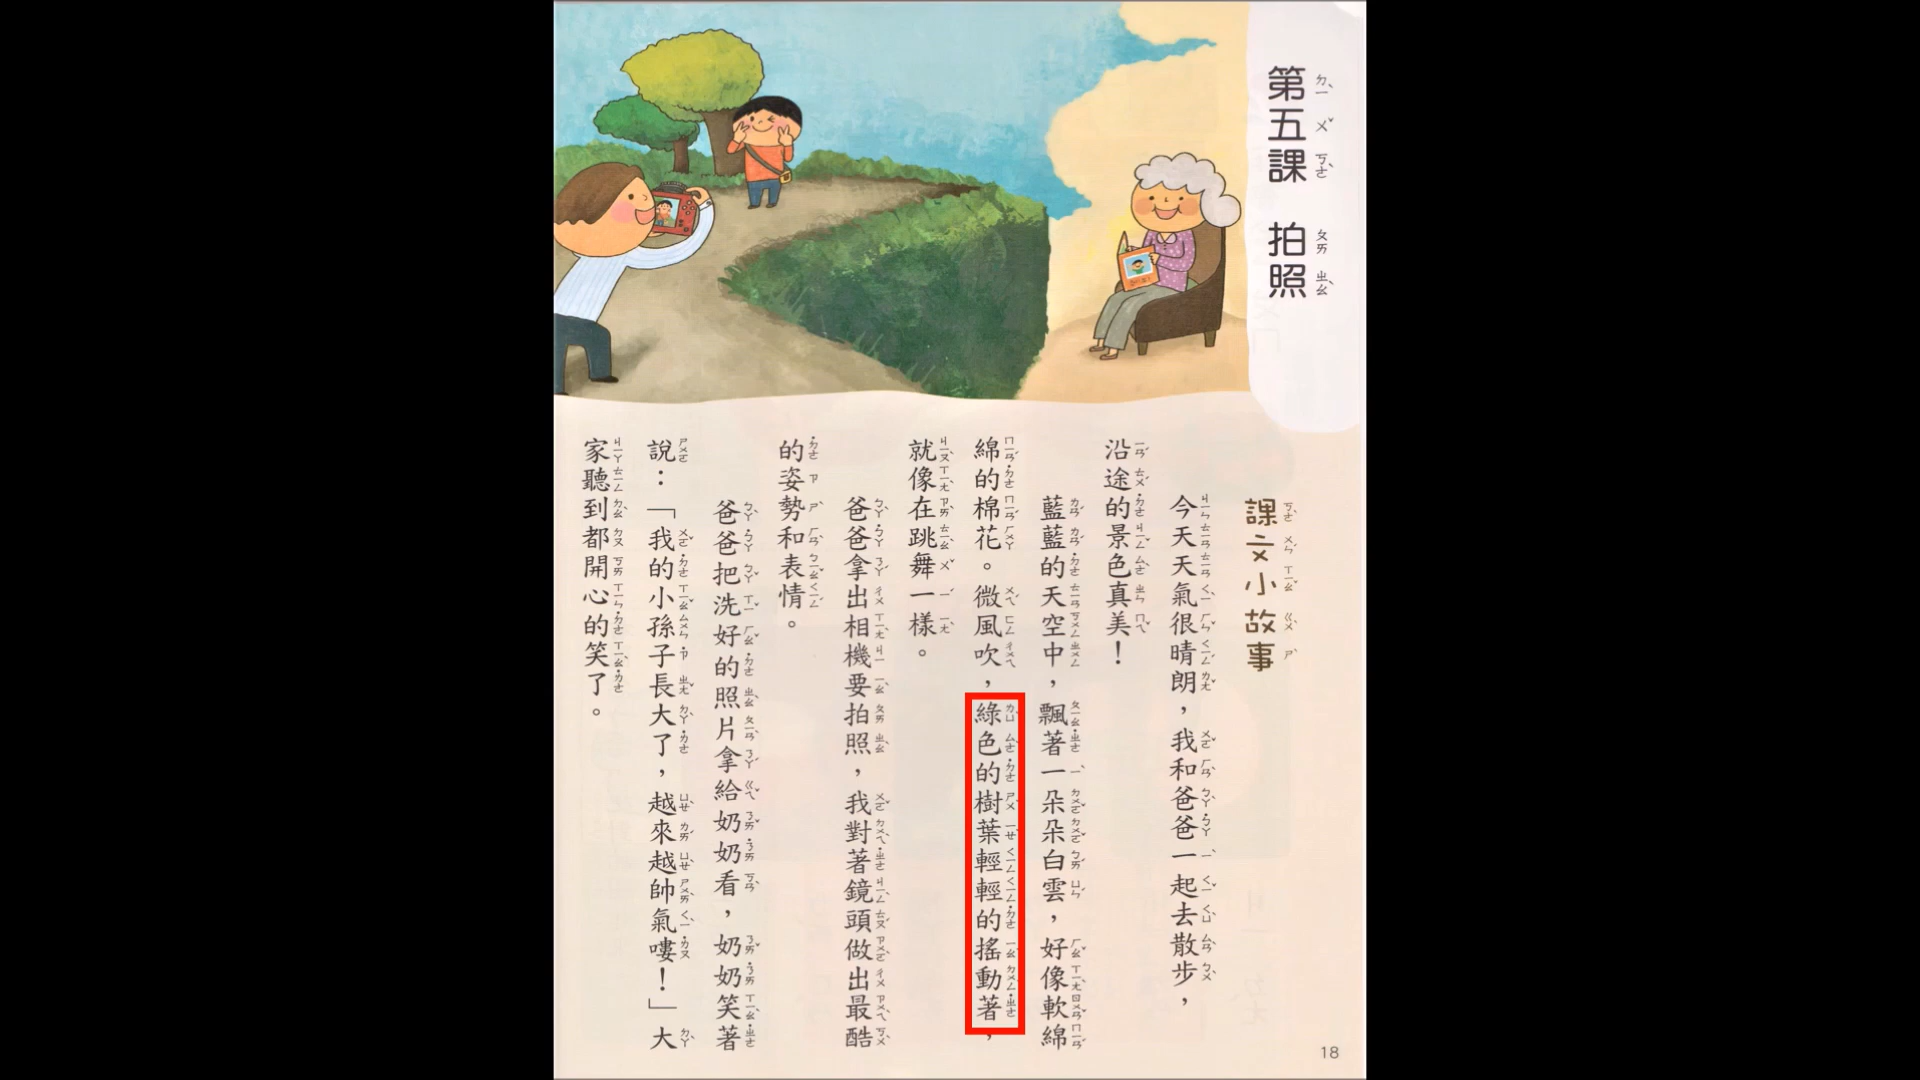 第五課　拍照
課文小故事
今天天氣很晴朗，我和爸爸一起去散步，
沿途的景色真美！
藍藍的天空中，飄著一朵朵白雲，好像軟綿
綿的棉花。微風吹，綠色的樹葉輕輕的搖動著，
就像在跳舞一樣。
爸爸拿出相機要拍照，我對著鏡頭做出最酷
的姿勢和表情。
爸爸把洗好的照片拿給奶奶看，奶奶笑著
說：「我的小孫子長大了，越來越帥氣嘍！」大
家聽到都開心的笑了。
18